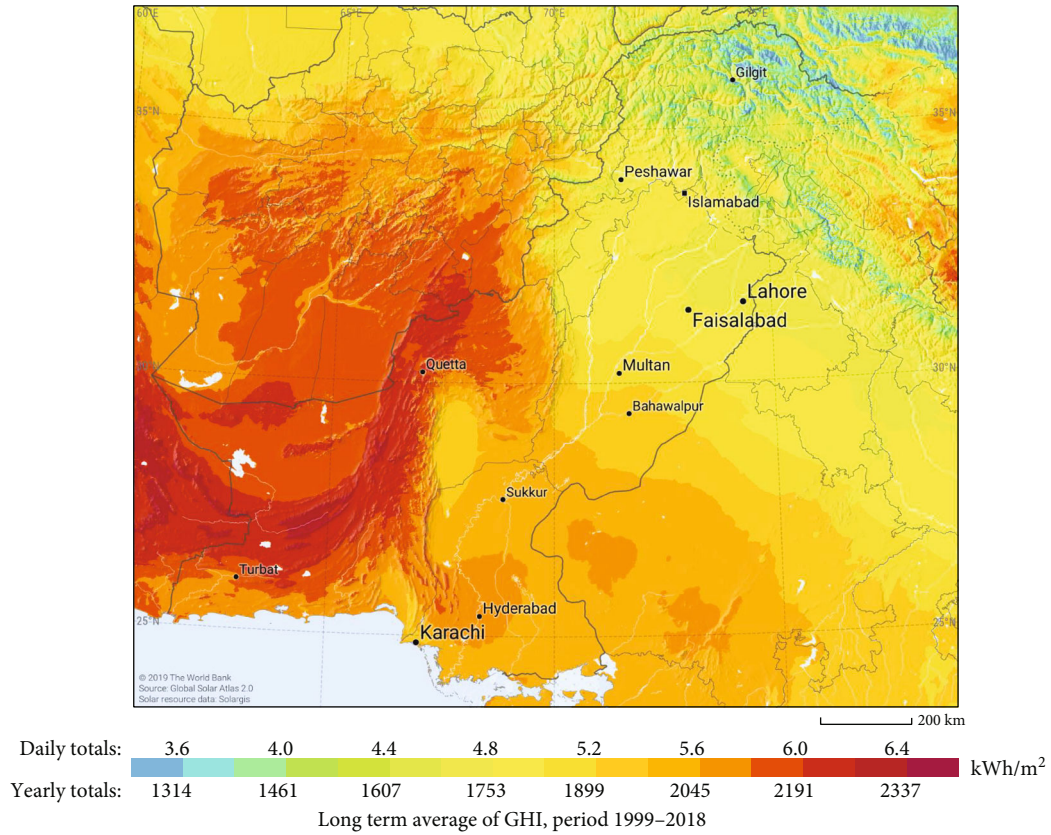 60°E 65°E 70°E 75°E
Gilgit
35°N 35°N
Peshawar
Islamabad
Lahore
Faisalabad
Quetta
Multan
30°N
Bahawalpur
Sukkur
Turbat
Hyderabad
25°N 25°N
Karachi
© 2019 The World Bank
Source: Global Solar Atlas 2.0
Solar resource data: Solargis
200 km
Daily totals: 3.6 4.0 4.4 4.8 5.2 5.6 6.0 6.4
kWh/m²
Yearly totals: 1314 1461 1607 1753 1899 2045 2191 2337
Long term average of GHI, period 1999–2018